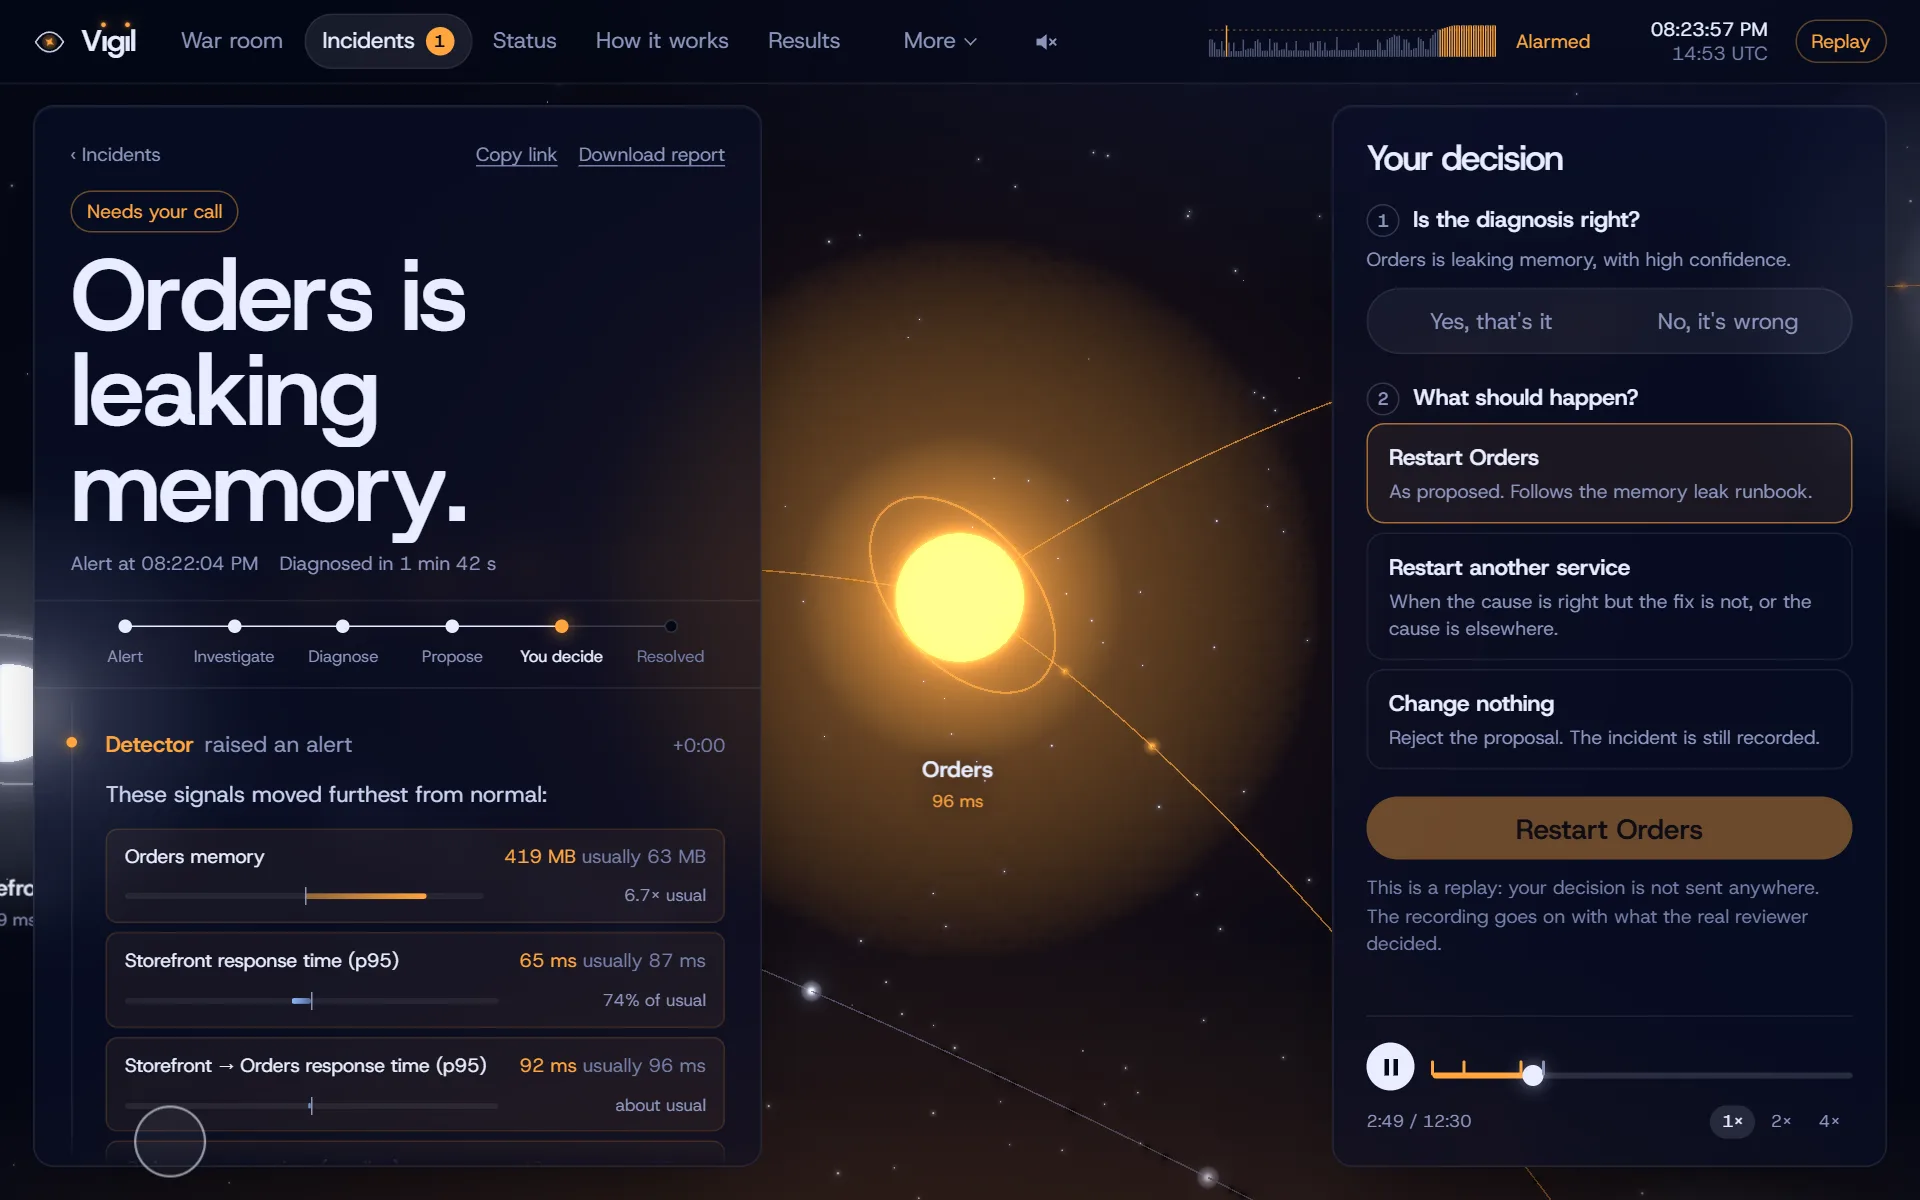 Vigil
War room
Incidents 1
Status
How it works
Results
More
Alarmed
08:23:57 PM
14:53 UTC
Replay
‹ Incidents
Copy link
Download report
Needs your call
Orders is
leaking
memory.
Alert at 08:22:04 PM Diagnosed in 1 min 42 s
Alert
Investigate
Diagnose
Propose
You decide
Resolved
Detector raised an alert +0:00
These signals moved furthest from normal:
Orders memory 419 MB usually 63 MB
6.7× usual
Storefront response time (p95) 65 ms usually 87 ms
74% of usual
Storefront → Orders response time (p95) 92 ms usually 96 ms
about usual
Orders
96 ms
Your decision
1 Is the diagnosis right?
Orders is leaking memory, with high confidence.
Yes, that's it
No, it's wrong
2 What should happen?
Restart Orders
As proposed. Follows the memory leak runbook.
Restart another service
When the cause is right but the fix is not, or the
cause is elsewhere.
Change nothing
Reject the proposal. The incident is still recorded.
Restart Orders
This is a replay: your decision is not sent anywhere.
The recording goes on with what the real reviewer
decided.
2:49 / 12:30
1× 2× 4×